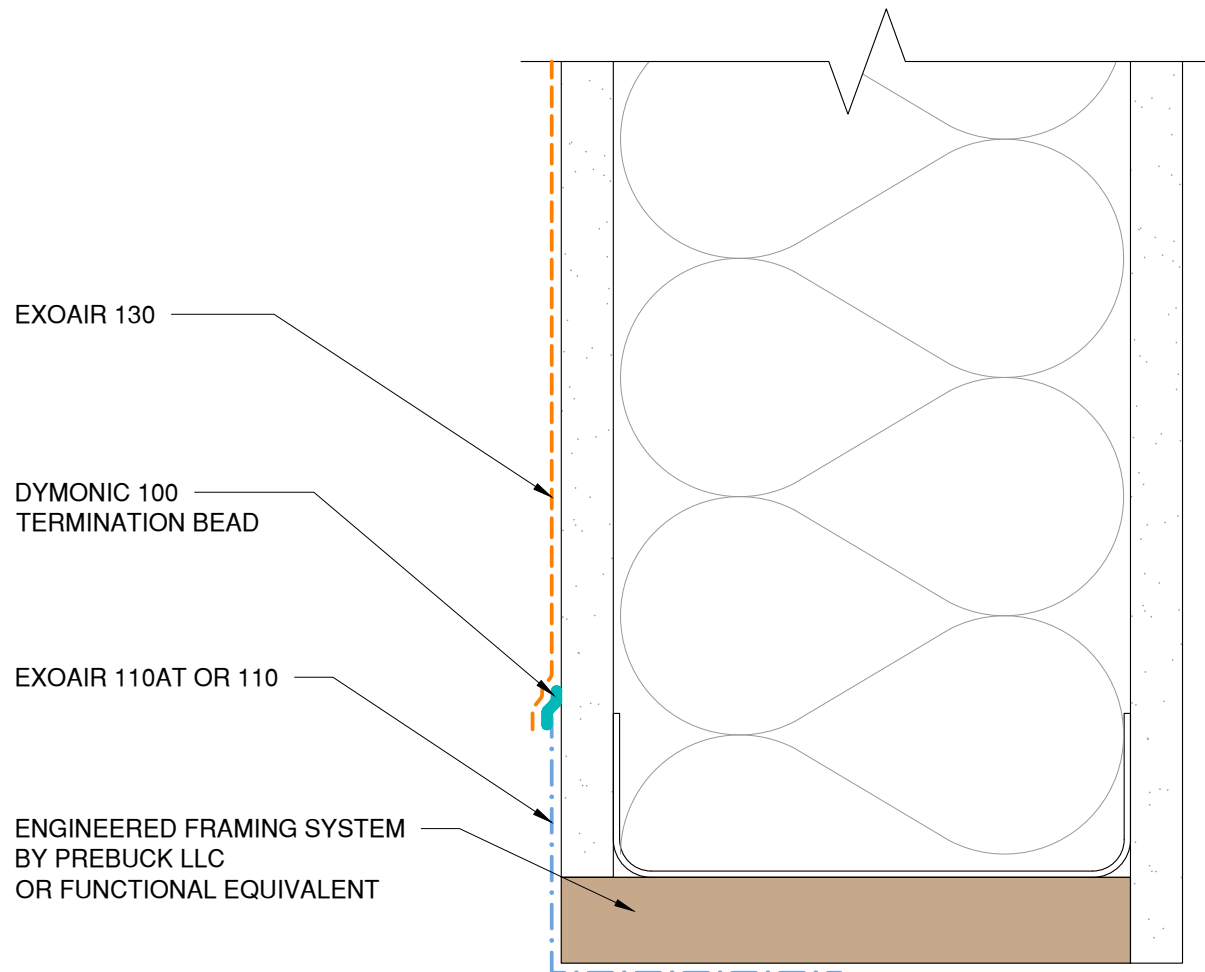 EXOAIR 130
DYMONIC 100
TERMINATION BEAD
EXOAIR 110AT OR 110
ENGINEERED FRAMING SYSTEM
BY PREBUCK LLC
OR FUNCTIONAL EQUIVALENT